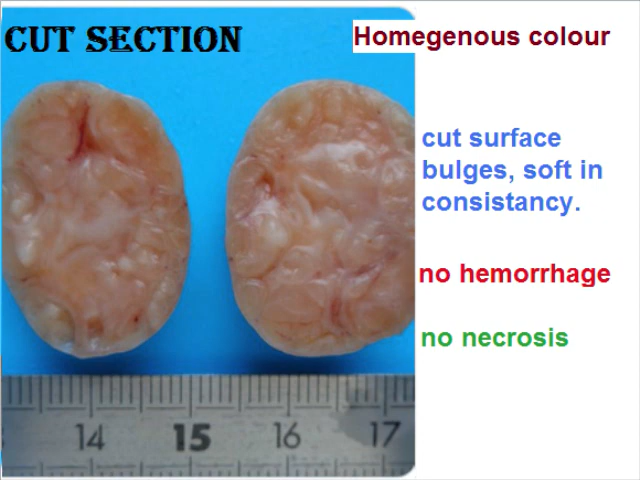 CUT SECTION
Homegenous colour
cut surface
bulges, soft in
consistancy.
no hemorrhage
no necrosis
14 15 16 17